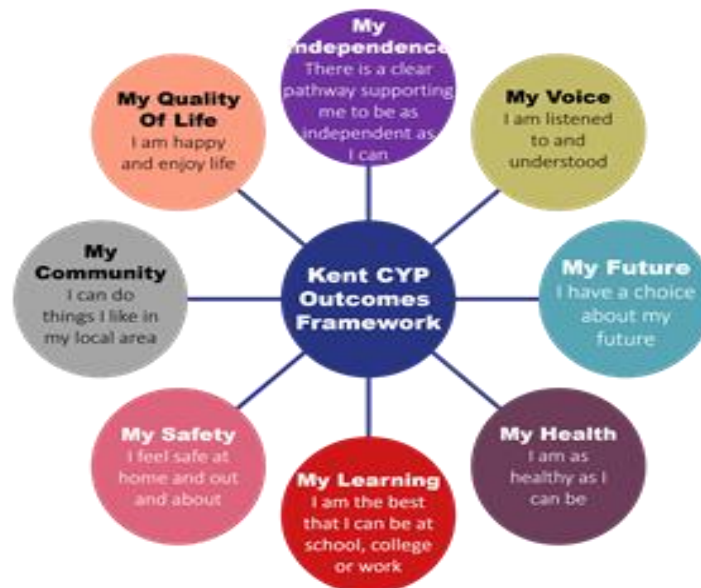 My
Independence
There is a clear
pathway supporting
me to be as
independent as
I can
My Voice
I am listened
to and
understood
My Future
I have a choice
about my
future
My Health
I am as
healthy as I
can be
My Learning
I am the best
that I can be at
school, college
or work
My Safety
I feel safe at
home and out
and about
My
Community
I can do
things I like in
my local area
My Quality
Of Life
I am happy
and enjoy life
Kent CYP
Outcomes
Framework